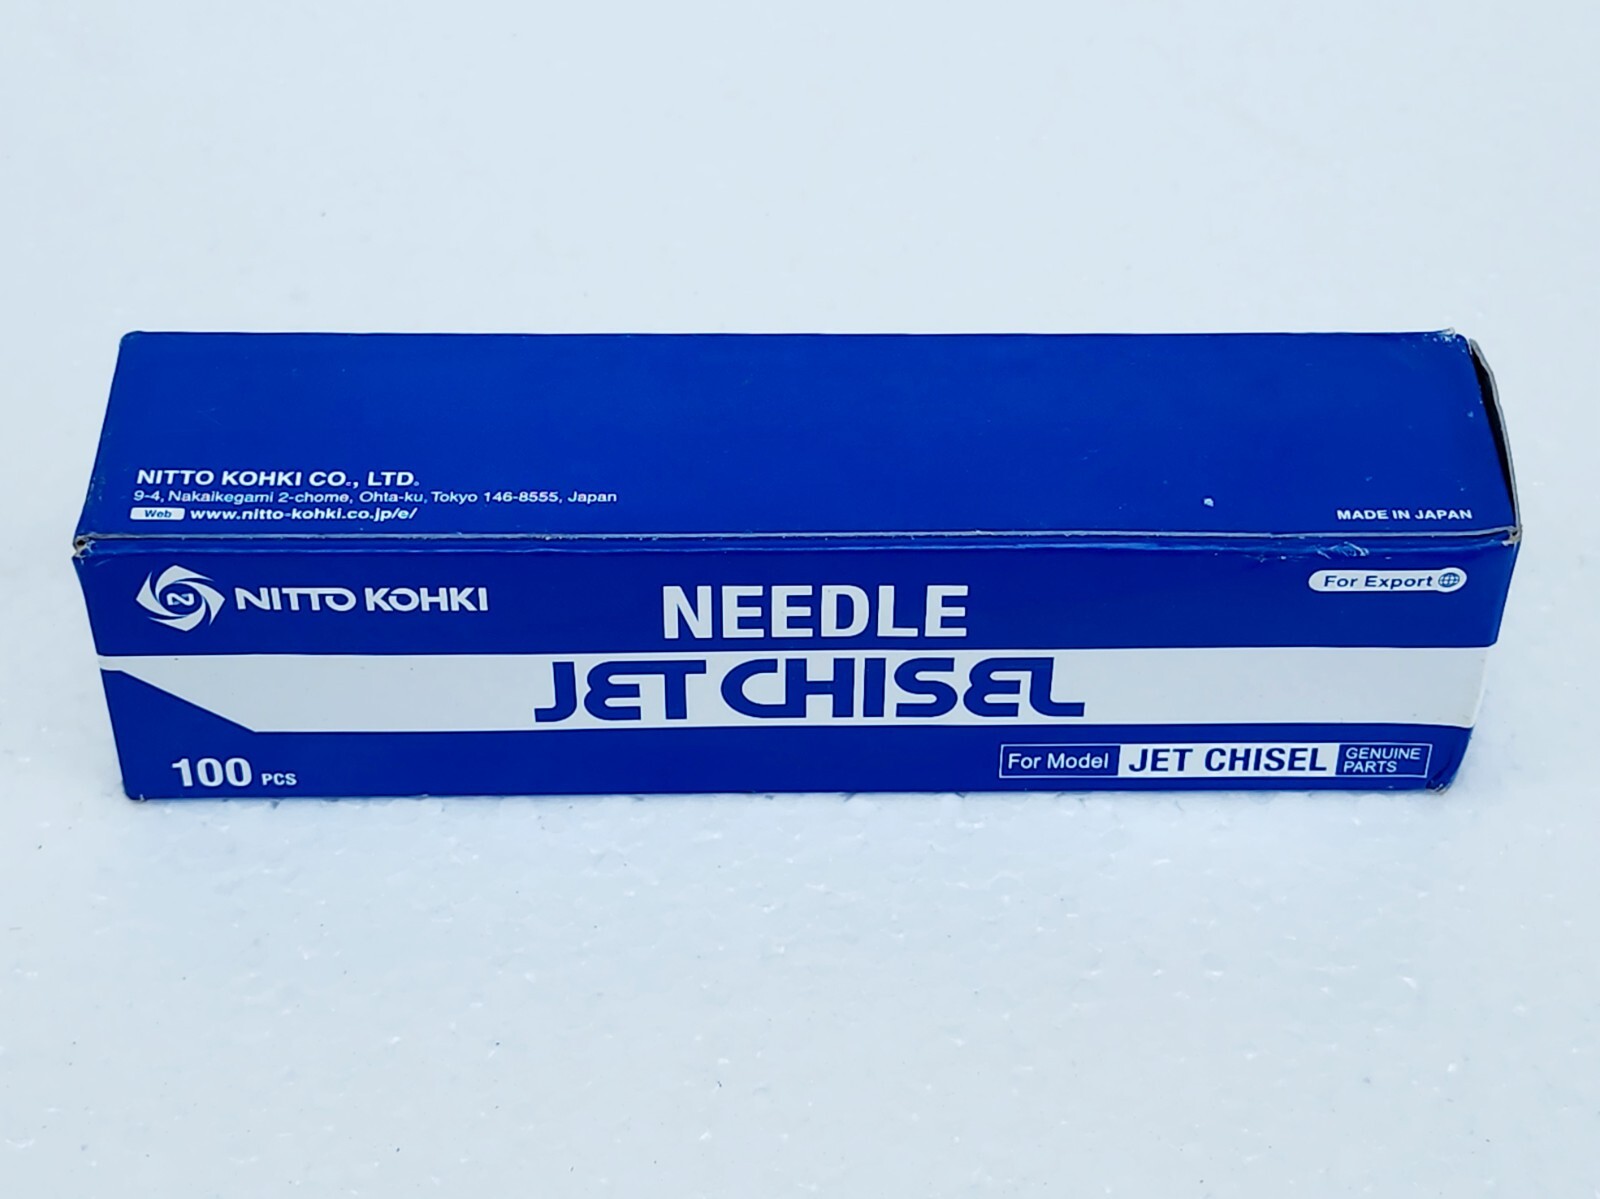 NITTO KOHKI CO., LTD.
9-4, Nakaikegami 2-chome, Ohta-ku, Tokyo 146-8555, Japan
Web www.nitto-kohki.co.jp/e/
MADE IN JAPAN
N NITTO KOHKI
NEEDLE
For Export
JET CHISEL
100 PCS
For Model JET CHISEL GENUINE
PARTS